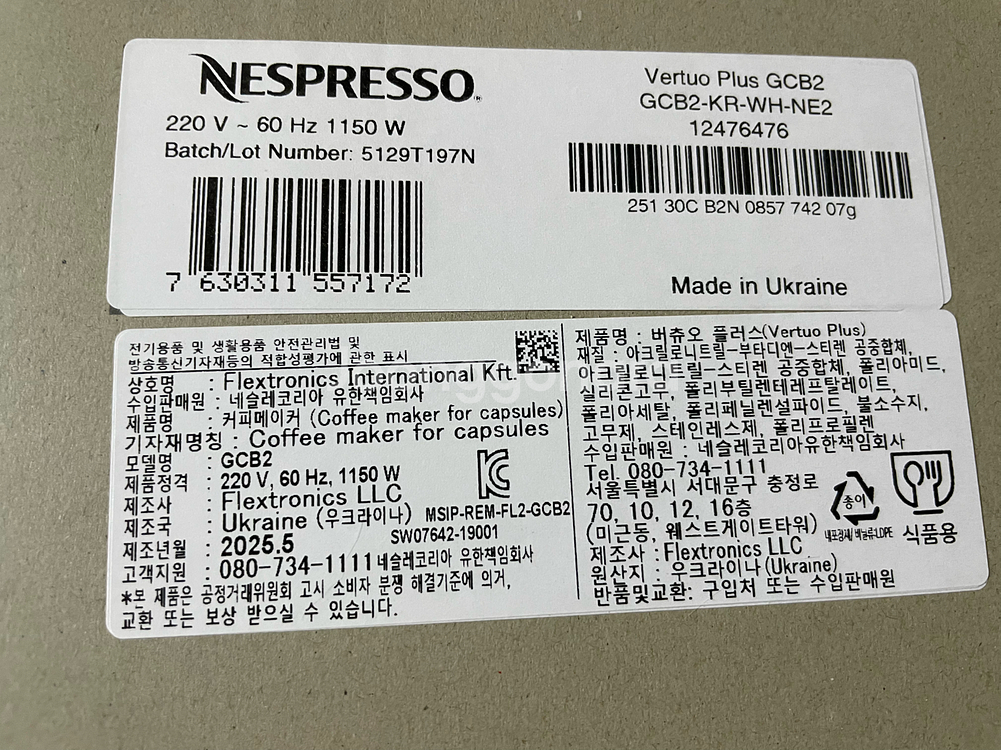 NESPRESSO.
220 V ~ 60 Hz 1150 W
Batch/Lot Number: 5129T197N
7 630311 557172
Vertuo Plus GCB2
GCB2-KR-WH-NE2
12476476
251 30C B2N 0857 742 07g
Made in Ukraine
전기용품 및 생활용품 안전관리법 및
방송통신기자재등의 적합성평가에 관한 표시
상호명 : Flextronics International Kft.
수입판매원 : 네슬레코리아 유한책임회사
제품명 : 커피메이커 (Coffee maker for capsules)
기자재명칭 : Coffee maker for capsules
모델명 : GCB2
제품정격 : 220 V, 60 Hz, 1150 W
제조사 : Flextronics LLC
제조국 : Ukraine (우크라이나)
MSIP-REM-FL2-GCB2
SW07642-19001
제조년월 : 2025.5
고객지원 : 080-734-1111 네슬레코리아 유한책임회사
*본 제품은 공정거래위원회 고시 소비자 분쟁 해결기준에 의거,
교환 또는 보상 받으실 수 있습니다.
제품명 : 버츄오 플러스(Vertuo Plus)
재질 : 아크릴로니트릴-부타디엔-스티렌 공중합체,
아크릴로니트릴-스티렌 공중합체, 폴리아미드,
실리콘고무, 폴리부틸렌테레프탈레이트,
폴리아세탈, 폴리페닐렌설파이드, 불소수지,
고무제, 스테인레스제, 폴리프로필렌
수입판매원 : 네슬레코리아유한책임회사
Tel. 080-734-1111
서울특별시 서대문구 충정로
70, 10, 12, 16층
(미근동, 웨스트게이트타워)
제조사 : Flextronics LLC
원산지 : 우크라이나(Ukraine)
반품및교환: 구입처 또는 수입판매원
종이
식품용